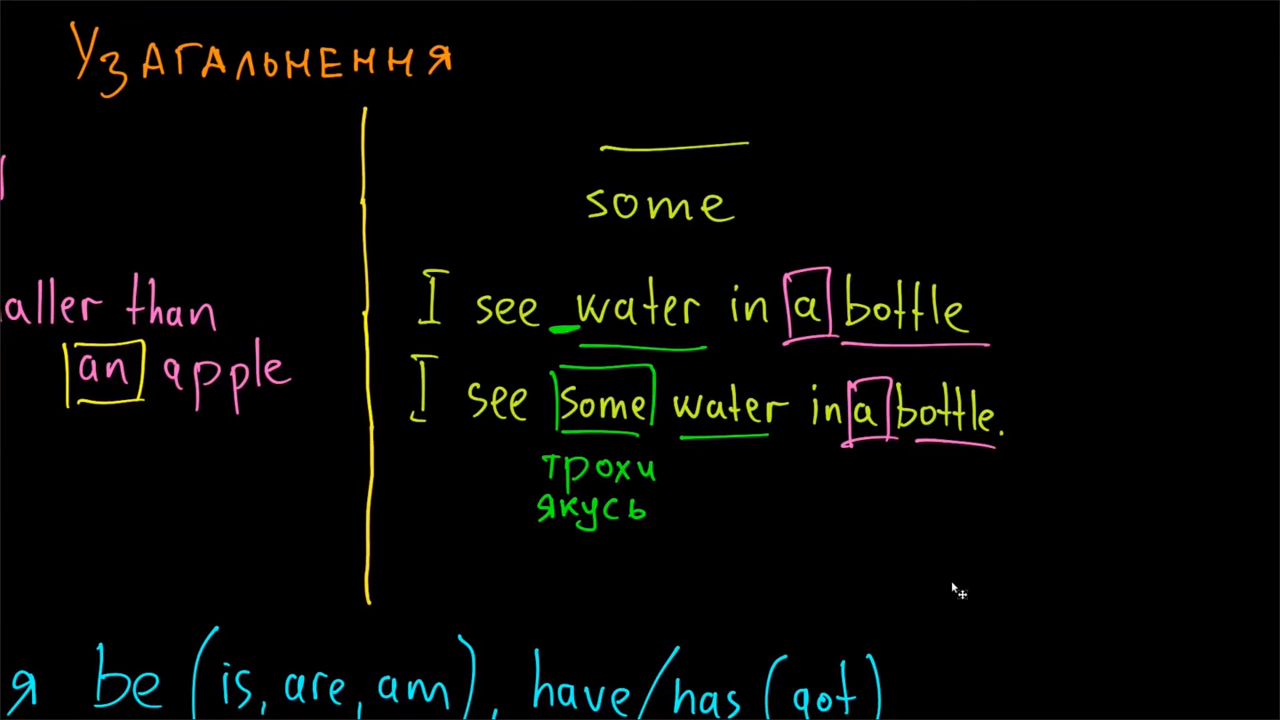 Узагальнення
aller than
an apple
some
I see _water in a bottle
I see some water in a bottle.
трохи
якусь
я be (is, are, am), have/has (got)